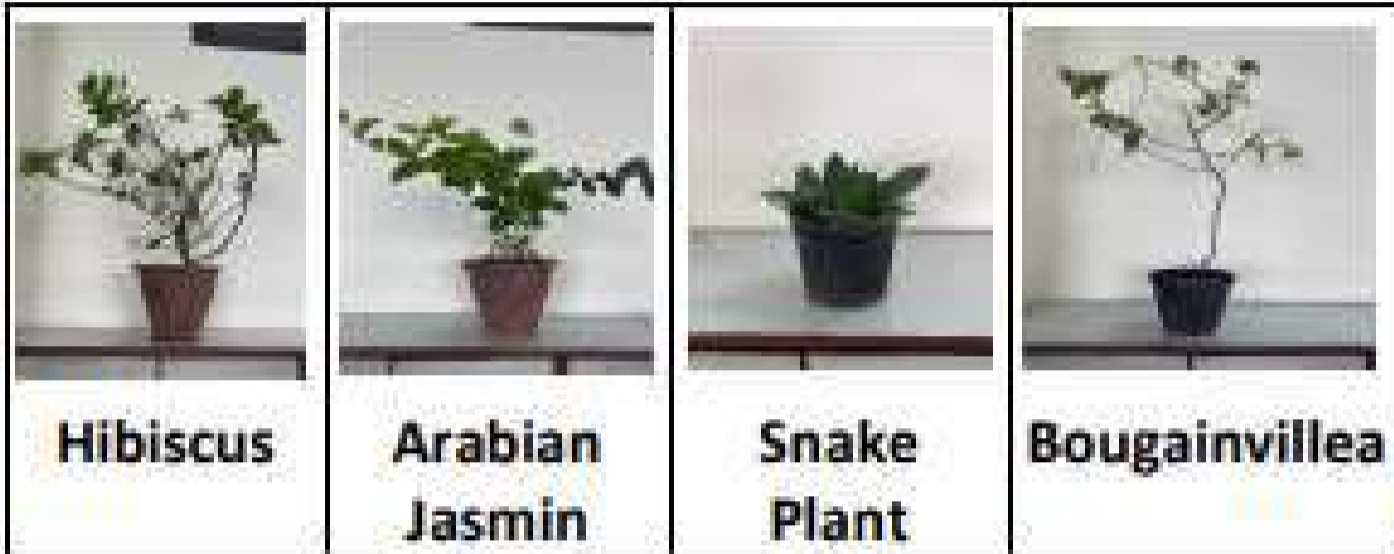 Hibiscus
Arabian
Jasmin
Snake
Plant
Bougainvillea